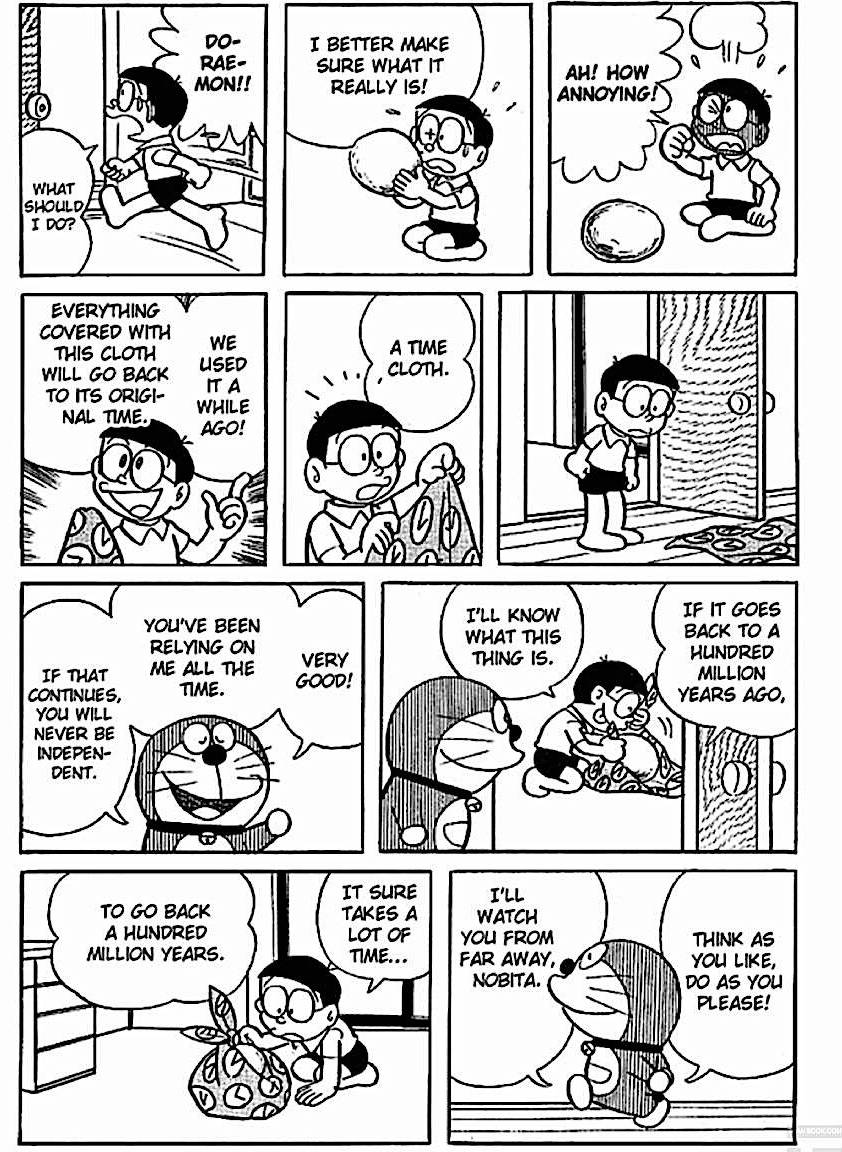 AH! HOW
ANNOYING!
I BETTER MAKE
SURE WHAT IT
REALLY IS!
DO-
RAE-
MON!!
WHAT
SHOULD
I DO?
A TIME
CLOTH.
WE
USED
IT A
WHILE
AGO!
EVERYTHING
COVERED WITH
THIS CLOTH
WILL GO BACK
TO ITS ORIGI-
NAL TIME.
IF IT GOES
BACK TO A
HUNDRED
MILLION
YEARS AGO,
I'LL KNOW
WHAT THIS
THING IS.
VERY
GOOD!
YOU'VE BEEN
RELYING ON
ME ALL THE
TIME.
IF THAT
CONTINUES,
YOU WILL
NEVER BE
INDEPEN-
DENT.
THINK AS
YOU LIKE,
DO AS YOU
PLEASE!
I'LL
WATCH
YOU FROM
FAR AWAY,
NOBITA.
IT SURE
TAKES A
LOT OF
TIME...
TO GO BACK
A HUNDRED
MILLION YEARS.